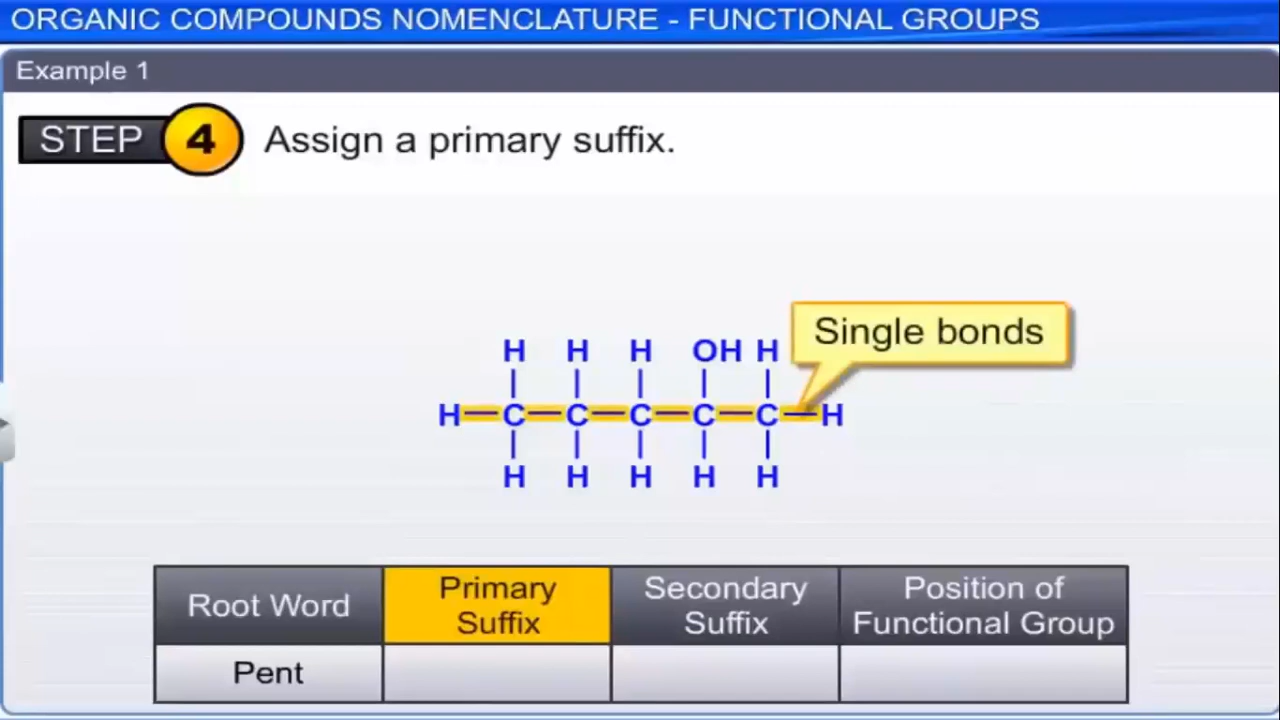 ORGANIC COMPOUNDS NOMENCLATURE - FUNCTIONAL GROUPS
Example 1
STEP 4 Assign a primary suffix.
Single bonds
H H H OH H
H C C C C C H
H H H H H
Root Word
Primary
Suffix
Secondary
Suffix
Position of
Functional Group
Pent